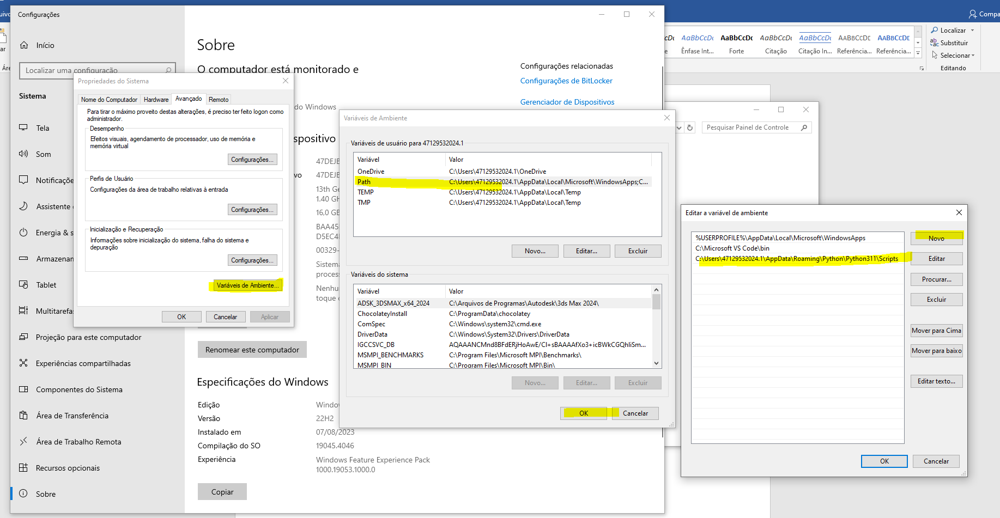 Compa
Localizar
Substituir
Selecionar
Editando
AaBbCcDc
AaBbCcDc
AaBbCcDc
AaBbCcDc
AABBCCDE
AABBCCDE
Ênfase Int...
Forte
Citação
Citação In...
Referência...
Referência...
Configurações
Início
Localizar uma configuração
Sistema
Tela
Som
Notificaçõe
Assistente
Energia & s
Armazenan
Tablet
Multitarefas
Projeção para este computador
Experiências compartilhadas
Componentes do Sistema
Área de Transferência
Área de Trabalho Remota
Recursos opcionais
Sobre
Sobre
O computador está monitorado e
do Windows
spositivo
47DEJE
vo
47DEJE
13th Ge
1.40 GH
16,0 GE
BAA45
D5EC4
00329-
Sistema
process
Nenhu
toque
Renomear este computador
Especificações do Windows
Edição
Window
Versão
22H2
Instalado em
07/08/2023
Compilação do SO
19045.4046
Experiência
Windows Feature Experience Pack
1000.19053.1000.0
Copiar
Configurações relacionadas
Configurações de BitLocker
Gerenciador de Dispositivos
Propriedades do Sistema
Nome do Computador
Hardware
Avançado
Remoto
Para tirar o máximo proveito destas alterações, é preciso ter feito logon como
administrador.
Desempenho
Efeitos visuais, agendamento de processador, uso de memória e
memória virtual
Configurações...
Perfis de Usuário
Configurações da área de trabalho relativas à entrada
Configurações...
Inicialização e Recuperação
Informações sobre inicialização do sistema, falha do sistema e
depuração
Configurações...
Variáveis de Ambiente...
OK
Cancelar
Aplicar
Variáveis de Ambiente
Variáveis de usuário para 47129532024.1
Variável
Valor
OneDrive
C:\Users\47129532024.1\OneDrive
Path
C:\Users\47129532024.1\AppData\Local\Microsoft\WindowsApps;C...
TEMP
C:\Users\47129532024.1\AppData\Local\Temp
TMP
C:\Users\47129532024.1\AppData\Local\Temp
Novo...
Editar...
Excluir
Variáveis do sistema
Variável
Valor
ADSK_3DSMAX_x64_2024
C:\Arquivos de Programas\Autodesk\3ds Max 2024\
ChocolateyInstall
C:\ProgramData\chocolatey
ComSpec
C:\Windows\system32\cmd.exe
DriverData
C:\Windows\System32\Drivers\DriverData
IGCCSVC_DB
AQAAANCMnd8BFdERjHoAwE/Cl+sBAAAAfXo3+icBWkCGQhIiSm...
MSMPI_BENCHMARKS
C:\Program Files\Microsoft MPI\Benchmarks\
MSMPI_BIN
C:\Program Files\Microsoft MPI\Bin\
Novo...
Editar...
Excluir
OK
Cancelar
Pesquisar Painel de Controle
Editar a variável de ambiente
%USERPROFILE%\AppData\Local\Microsoft\WindowsApps
C:\Microsoft VS Code\bin
C:\Users\47129532024.1\AppData\Roaming\Python\Python311\Scripts
Novo
Editar
Procurar...
Excluir
Mover para Cima
Mover para baixo
Editar texto...
OK
Cancelar